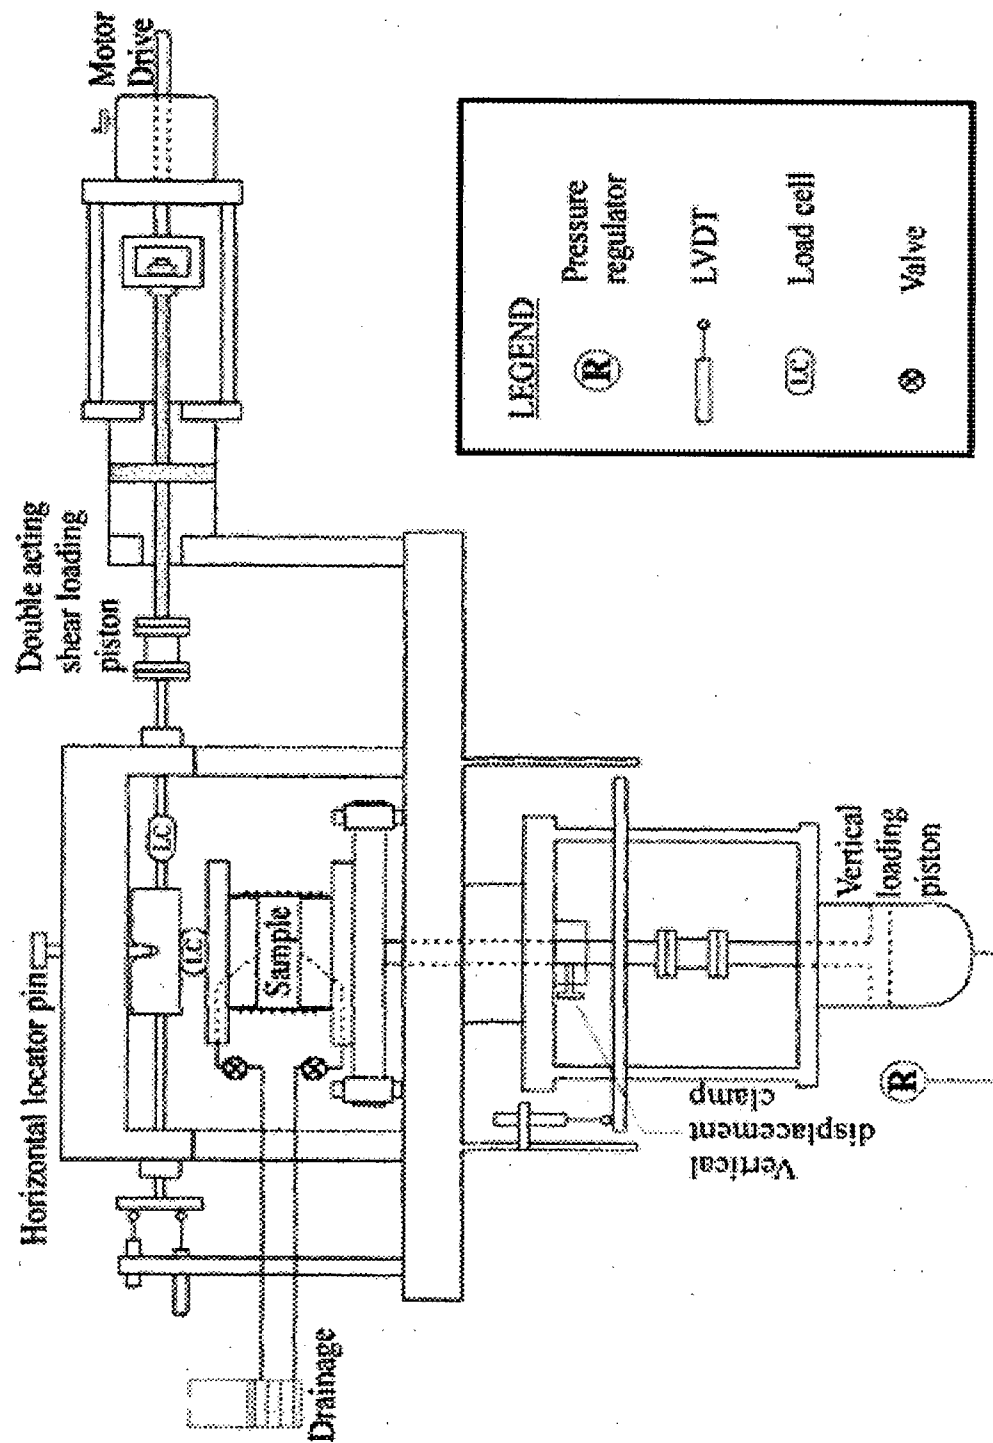 Motor
Drive
Double acting
shear loading
piston
Horizontal locator pin
LC
LC
Sample
Drainage
Vertical
displacement
clamp
Vertical
loading
piston
R
LEGEND
R
Pressure
regulator
LVDT
LC
Load cell
Valve